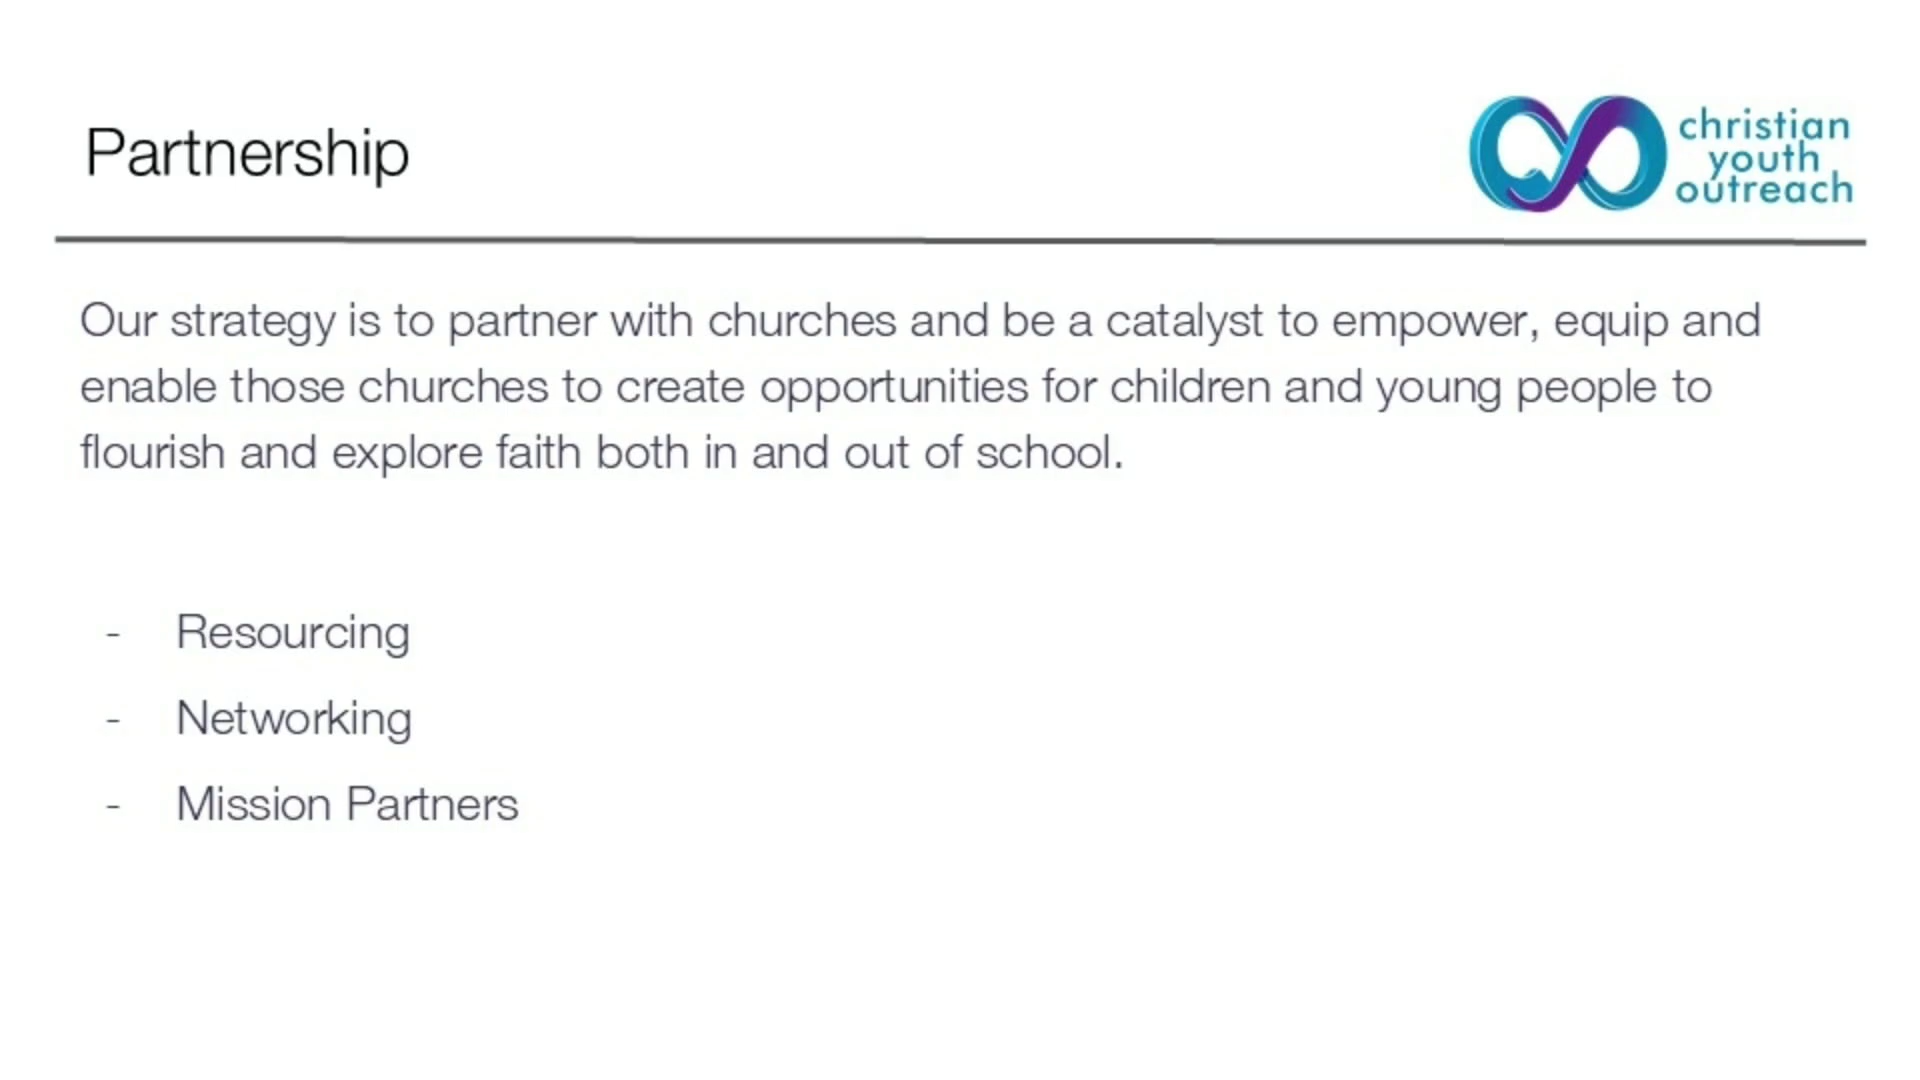 Partnership
christian
youth
outreach
Our strategy is to partner with churches and be a catalyst to empower, equip and
enable those churches to create opportunities for children and young people to
flourish and explore faith both in and out of school.
- Resourcing
- Networking
- Mission Partners